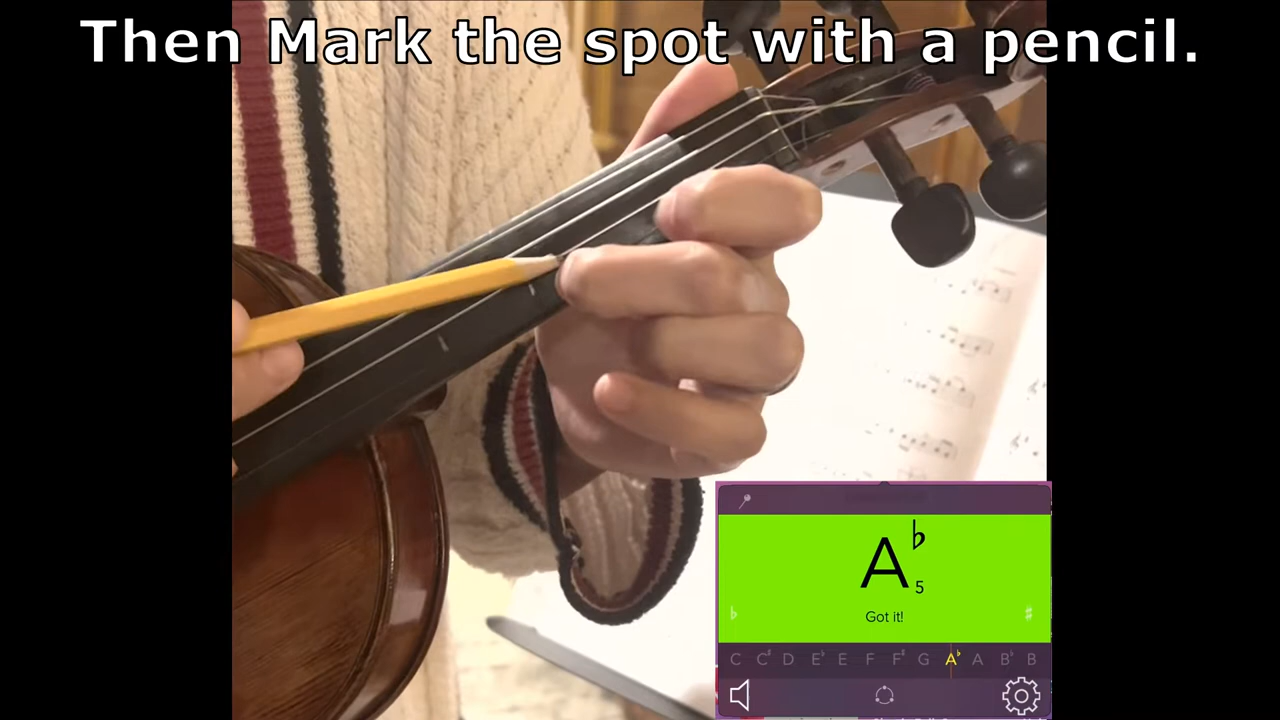 Then Mark the spot with a pencil.
A♭5
Got it!
♭ ♯
C C♯ D E♭ E F F♯ G A♭ A B♭ B